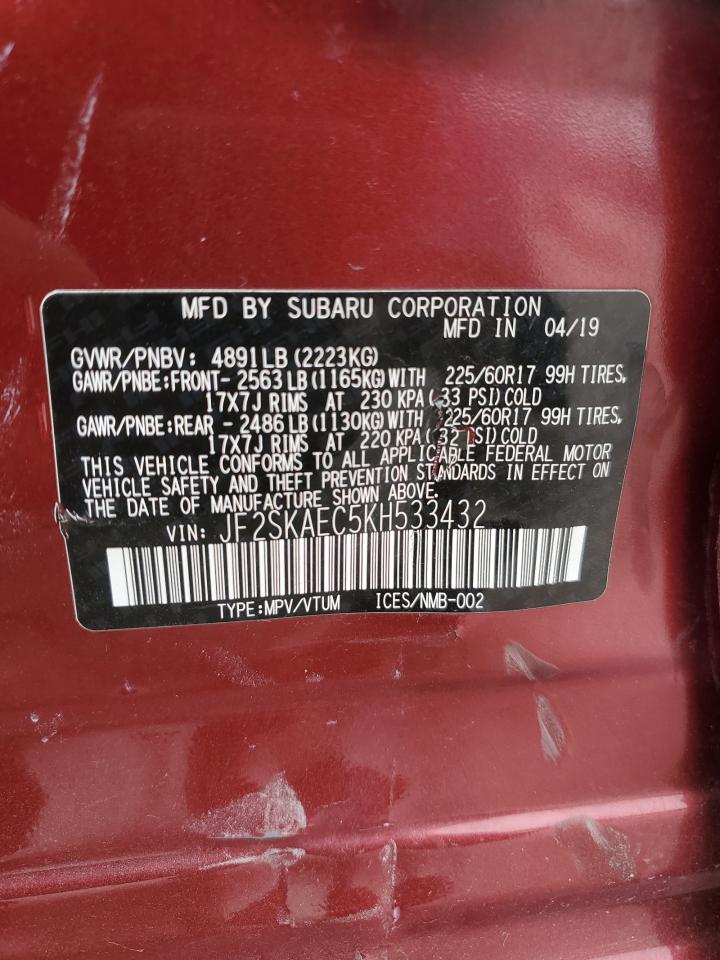 MFD BY SUBARU CORPORATION
MFD IN 04/19
GVWR/PNBV: 4891LB (2223KG)
GAWR/PNBE:FRONT- 2563 LB (1165KG) WITH 225/60R17 99H TIRES,
17X7J RIMS AT 230 KPA (33 PSI) COLD
GAWR/PNBE:REAR - 2486 LB (1130KG) WITH 225/60R17 99H TIRES,
17X7J RIMS AT 220 KPA (32 PSI) COLD
THIS VEHICLE CONFORMS TO ALL APPLICABLE FEDERAL MOTOR
VEHICLE SAFETY AND THEFT PREVENTION STANDARDS IN EFFECT ON
THE DATE OF MANUFACTURE SHOWN ABOVE.
VIN: JF2SKAEC5KH533432
TYPE:MPV/VTUM ICES/NMB-002